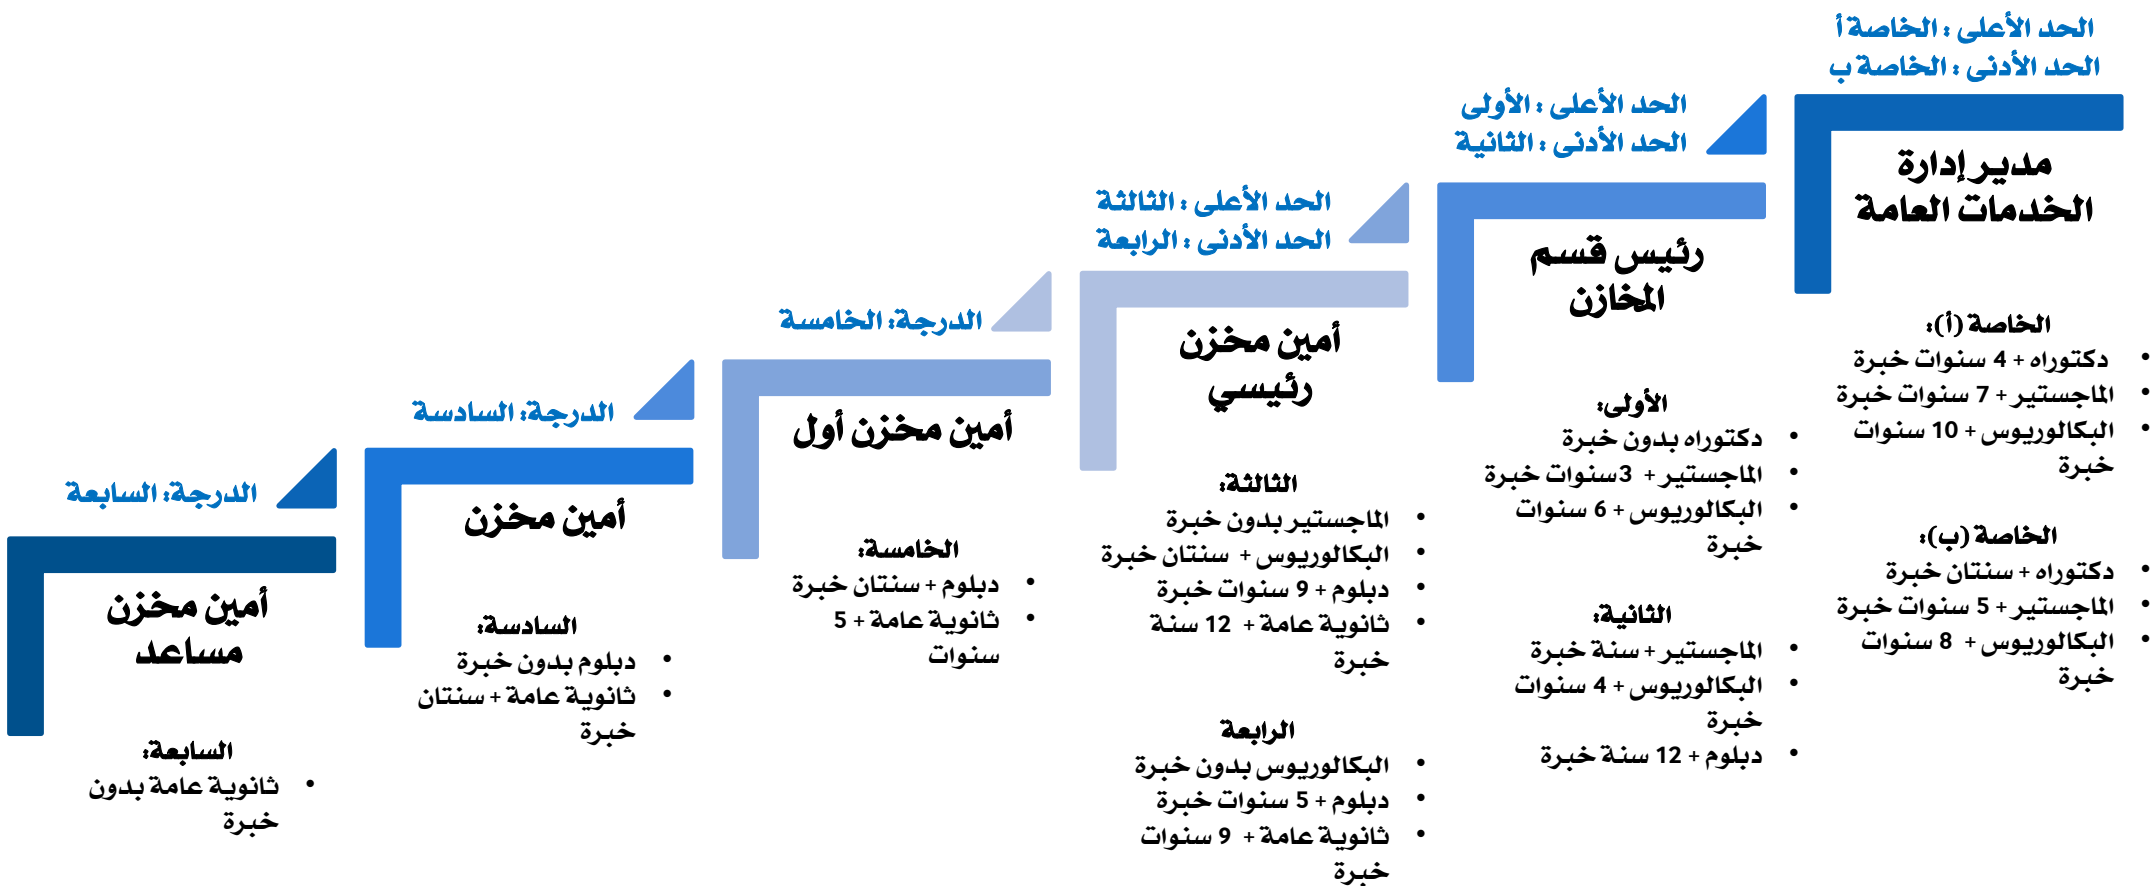 الحد الأعلى : الخاصة أ
الحد الأدنى : الخاصة ب
مدير إدارة
الخدمات العامة
الخاصة (أ):
• دكتوراه + 4 سنوات خبرة
• الماجستير + 7 سنوات خبرة
• البكالوريوس + 10 سنوات
خبرة
الخاصة (ب):
• دكتوراه + سنتان خبرة
• الماجستير + 5 سنوات خبرة
• البكالوريوس + 8 سنوات
خبرة
الحد الأعلى : الأولى
الحد الأدنى : الثانية
رئيس قسم
المخازن
الأولى:
• دكتوراه بدون خبرة
• الماجستير + 3سنوات خبرة
• البكالوريوس + 6 سنوات
خبرة
الثانية:
• الماجستير + سنة خبرة
• البكالوريوس + 4 سنوات
خبرة
• دبلوم + 12 سنة خبرة
الحد الأعلى : الثالثة
الحد الأدنى : الرابعة
أمين مخزن
رئيسي
الثالثة:
• الماجستير بدون خبرة
• البكالوريوس + سنتان خبرة
• دبلوم + 9 سنوات خبرة
• ثانوية عامة + 12 سنة
خبرة
الرابعة
• البكالوريوس بدون خبرة
• دبلوم + 5 سنوات خبرة
• ثانوية عامة + 9 سنوات
خبرة
الدرجة: الخامسة
أمين مخزن أول
الخامسة:
• دبلوم + سنتان خبرة
• ثانوية عامة + 5
سنوات
الدرجة: السادسة
أمين مخزن
السادسة:
• دبلوم بدون خبرة
• ثانوية عامة + سنتان
خبرة
الدرجة: السابعة
أمين مخزن
مساعد
السابعة:
• ثانوية عامة بدون
خبرة